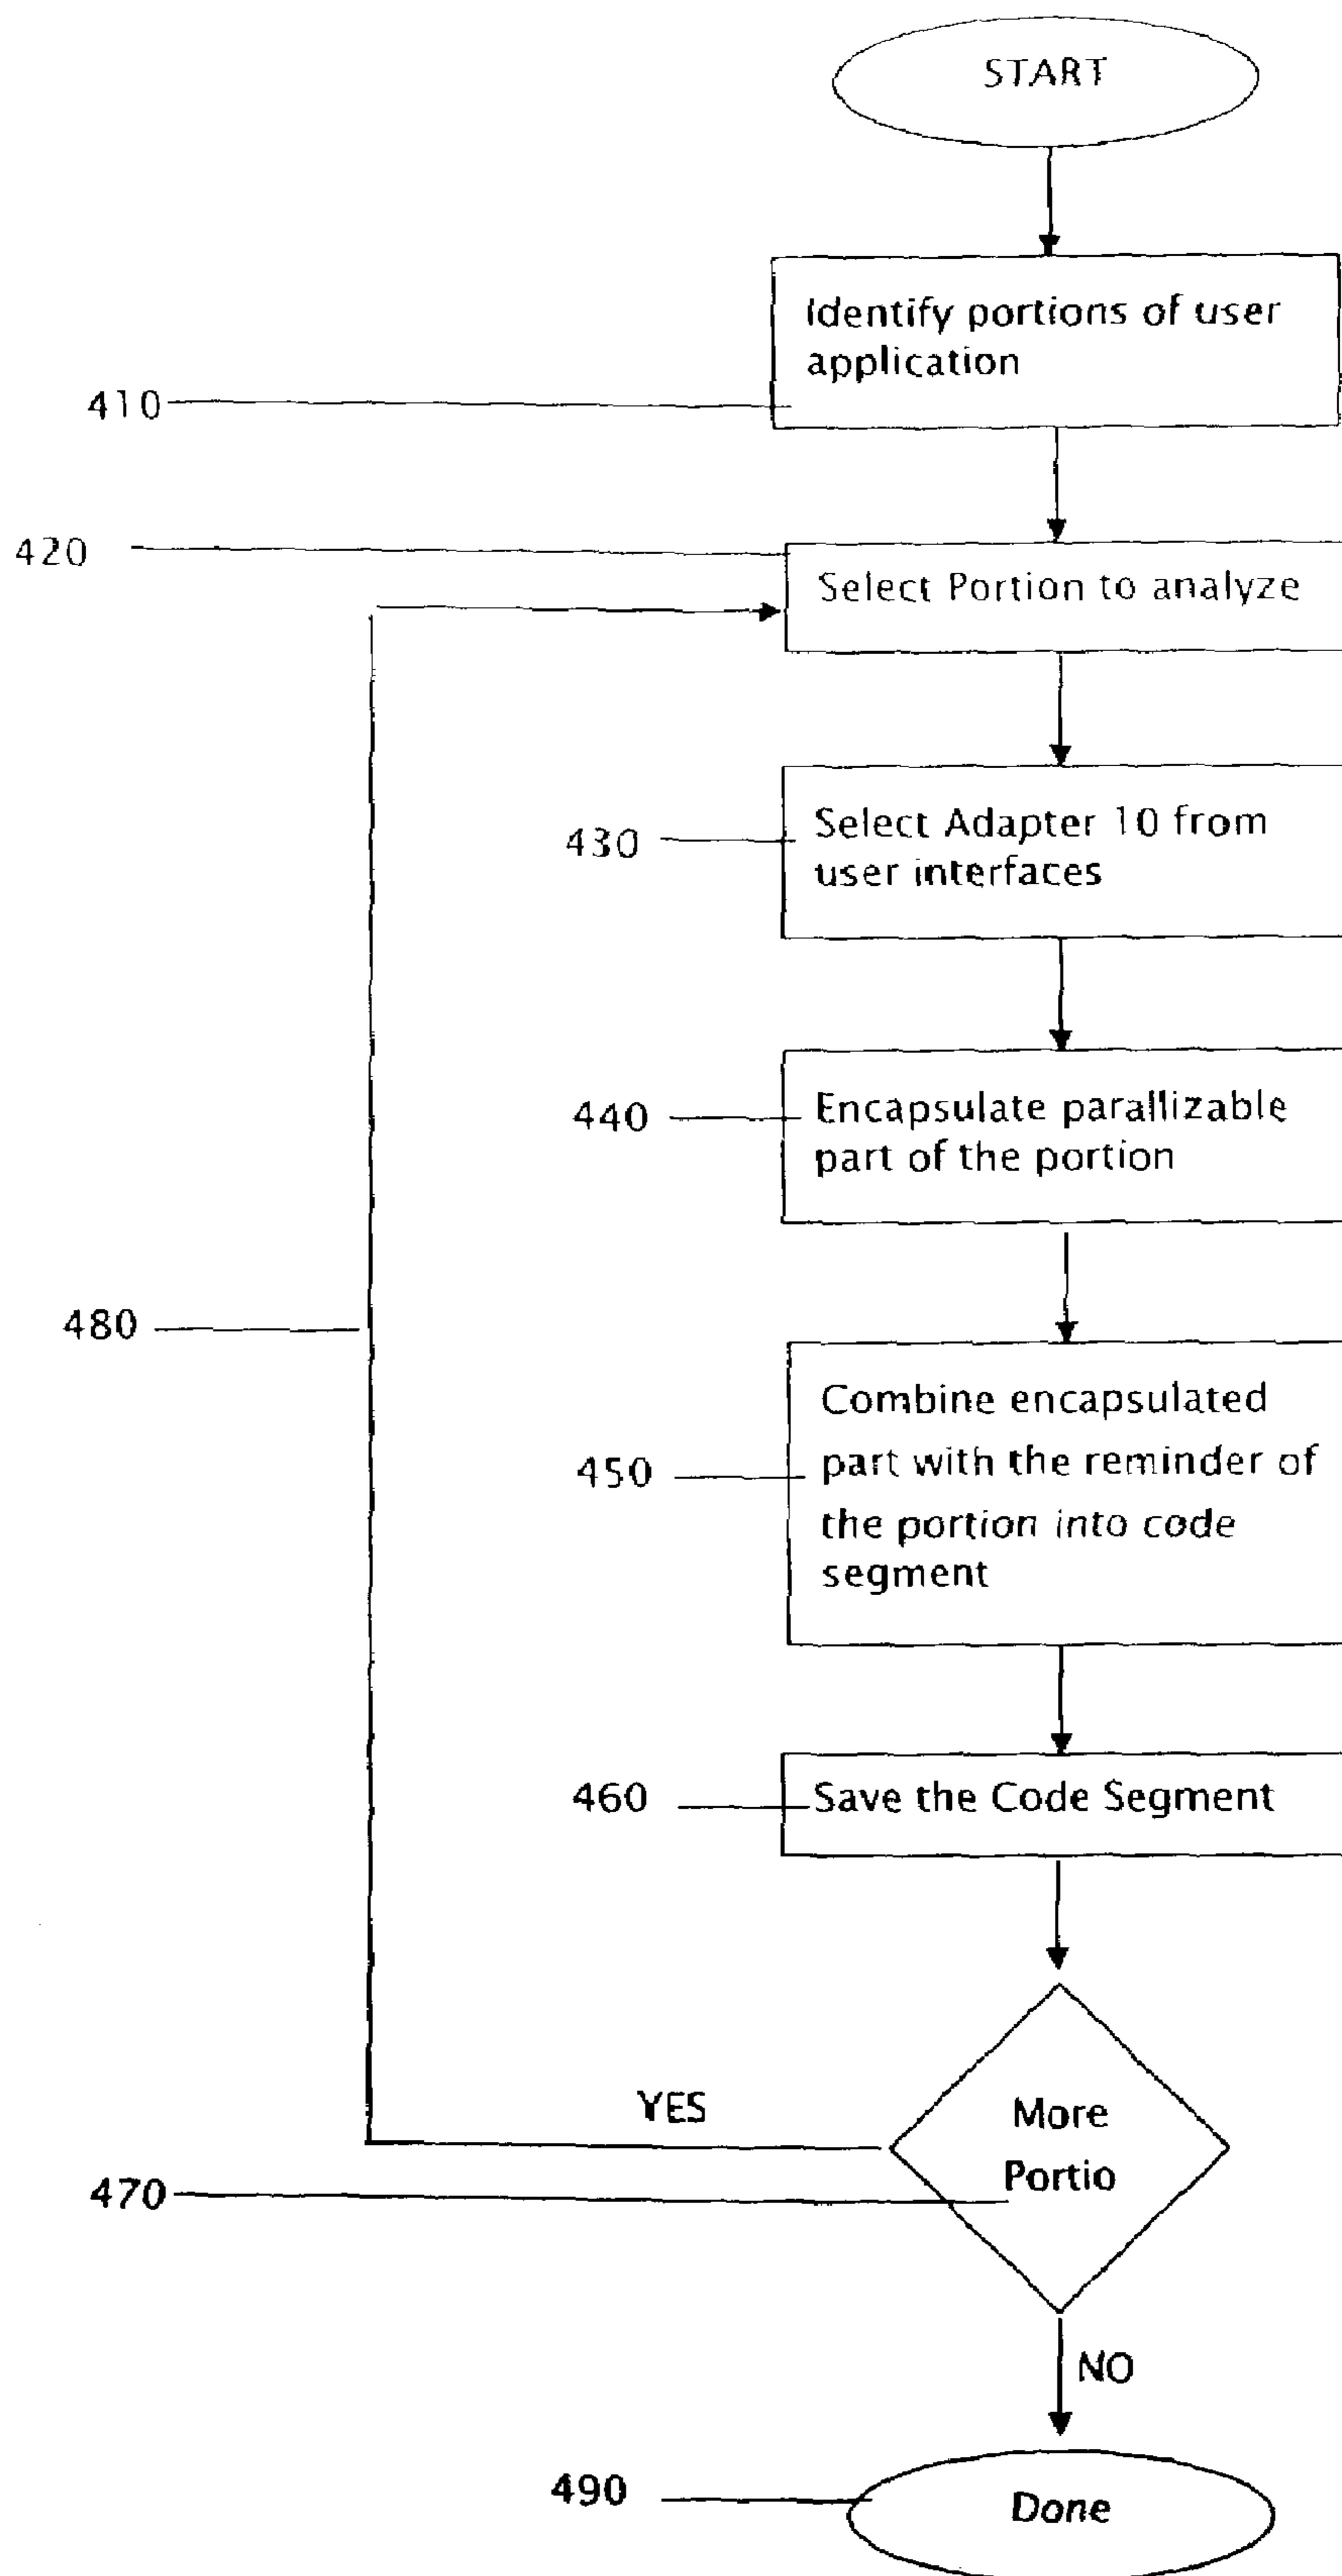 START
Identify portions of user
application
410
420
Select Portion to analyze
430
Select Adapter 10 from
user interfaces
440
Encapsulate parallizable
part of the portion
480
450
Combine encapsulated
part with the reminder of
the portion into code
segment
460
Save the Code Segment
YES
More
Portio
470
NO
490
Done